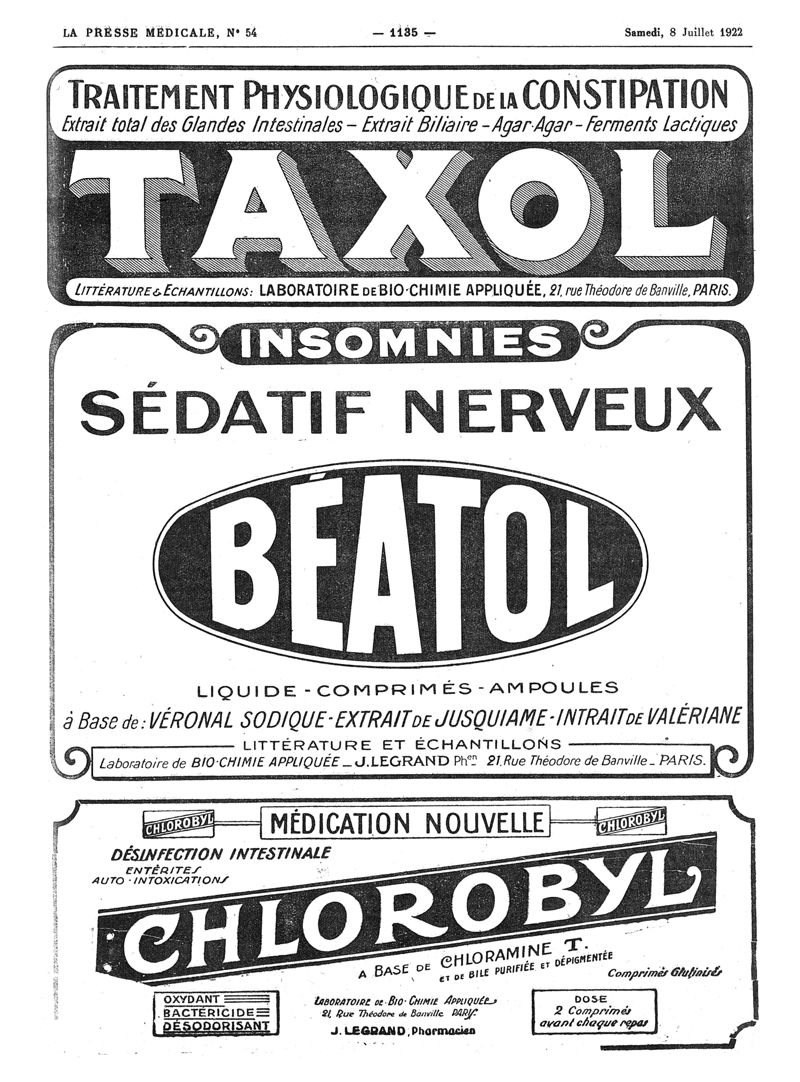 LA PRESSE MÉDICALE, N° 54 — 1135 — Samedi, 8 Juillet 1922
TRAITEMENT PHYSIOLOGIQUE DE LA CONSTIPATION
Extrait total des Glandes Intestinales – Extrait Biliaire – Agar-Agar – Ferments Lactiques
TAXOL
LITTÉRATURE & ECHANTILLONS: LABORATOIRE DE BIO-CHIMIE APPLIQUÉE, 21, rue Théodore de Banville, PARIS.
INSOMNIES
SÉDATIF NERVEUX
BÉATOL
LIQUIDE - COMPRIMÉS - AMPOULES
à Base de: VÉRONAL SODIQUE - EXTRAIT DE JUSQUIAME - INTRAIT DE VALÉRIANE
LITTÉRATURE ET ÉCHANTILLONS
Laboratoire de BIO-CHIMIE APPLIQUÉE _ J. LEGRAND Phen 21, Rue Théodore de Banville _ PARIS.
CHLOROBYL MÉDICATION NOUVELLE CHLOROBYL
DÉSINFECTION INTESTINALE
ENTÉRITES
AUTO-INTOXICATIONS
CHLOROBYL
A BASE DE CHLORAMINE T.
ET DE BILE PURIFIÉE ET DÉPIGMENTÉE
Comprimés Glutinisés
OXYDANT
BACTÉRICIDE
DÉSODORISANT
LABORATOIRE DE BIO-CHIMIE APPLIQUÉE
21, Rue Théodore de Banville PARIS
J. LEGRAND, Pharmacien
DOSE
2 Comprimés
avant chaque repas